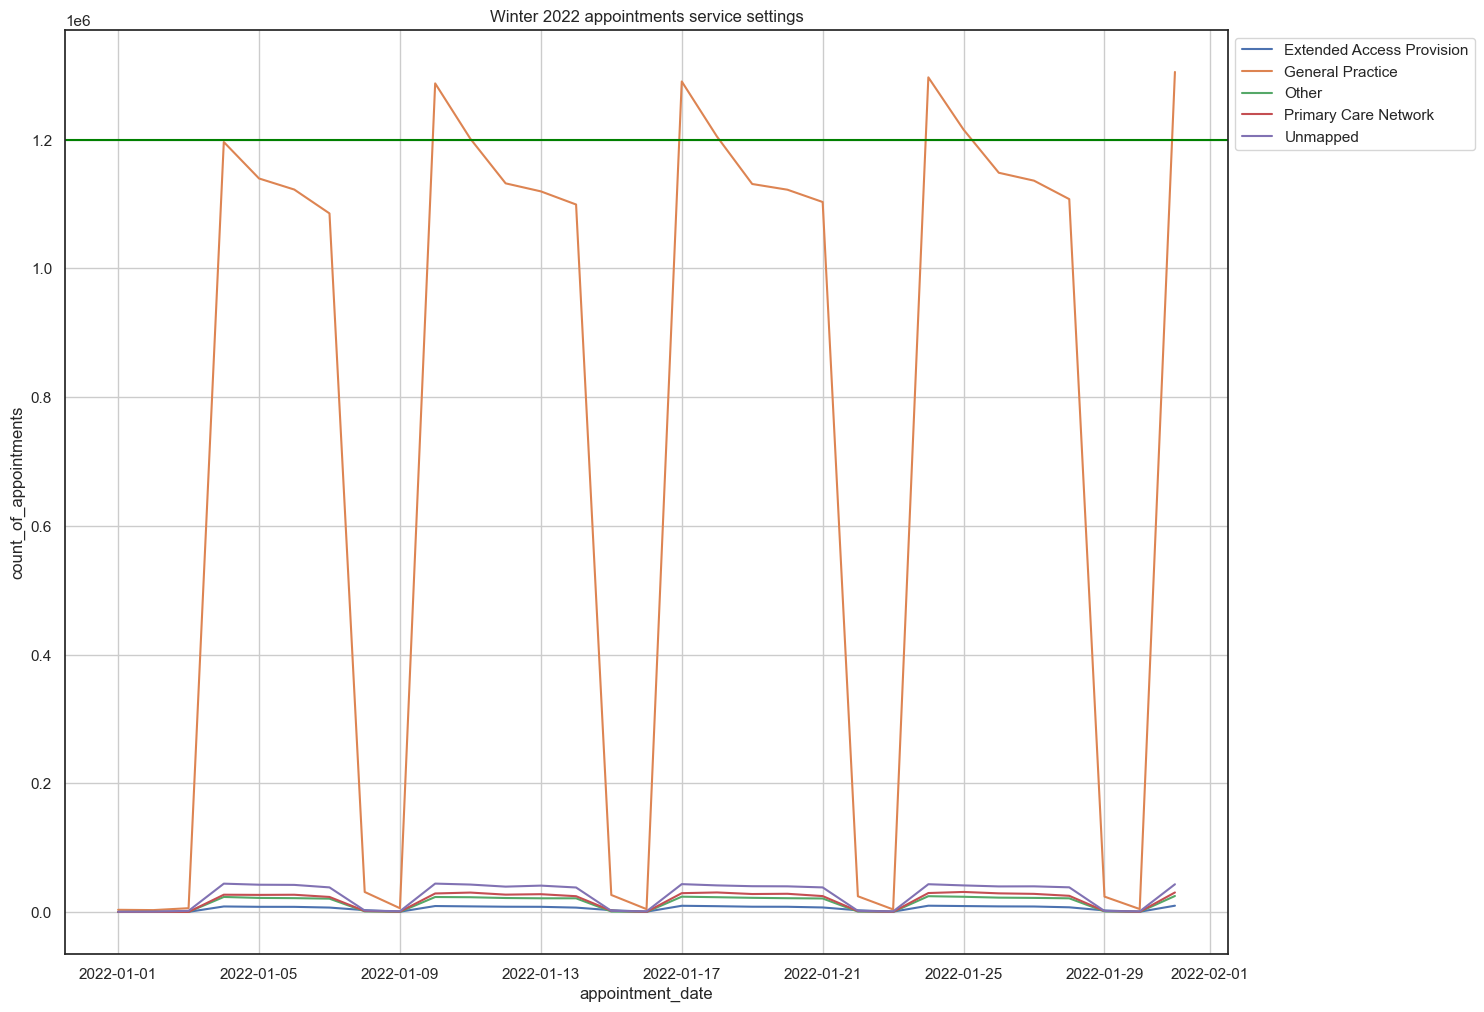 Winter 2022 appointments service settings
1e6
Extended Access Provision
General Practice
Other
Primary Care Network
Unmapped
1.2
1.0
0.8
0.6
0.4
0.2
0.0
count_of_appointments
2022-01-01
2022-01-05
2022-01-09
2022-01-13
2022-01-17
2022-01-21
2022-01-25
2022-01-29
2022-02-01
appointment_date